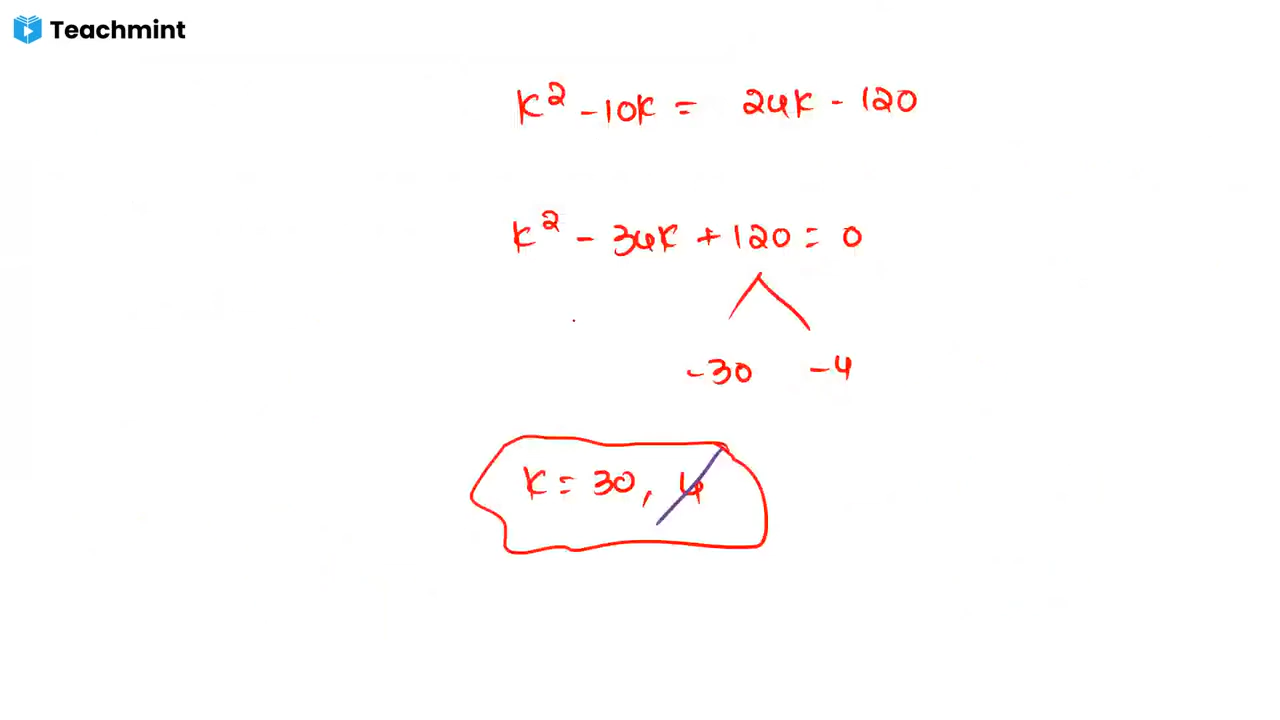 Teachmint
K² - 10K = 24K - 120
K² - 34K + 120 = 0
-30 -4
K = 30, 4